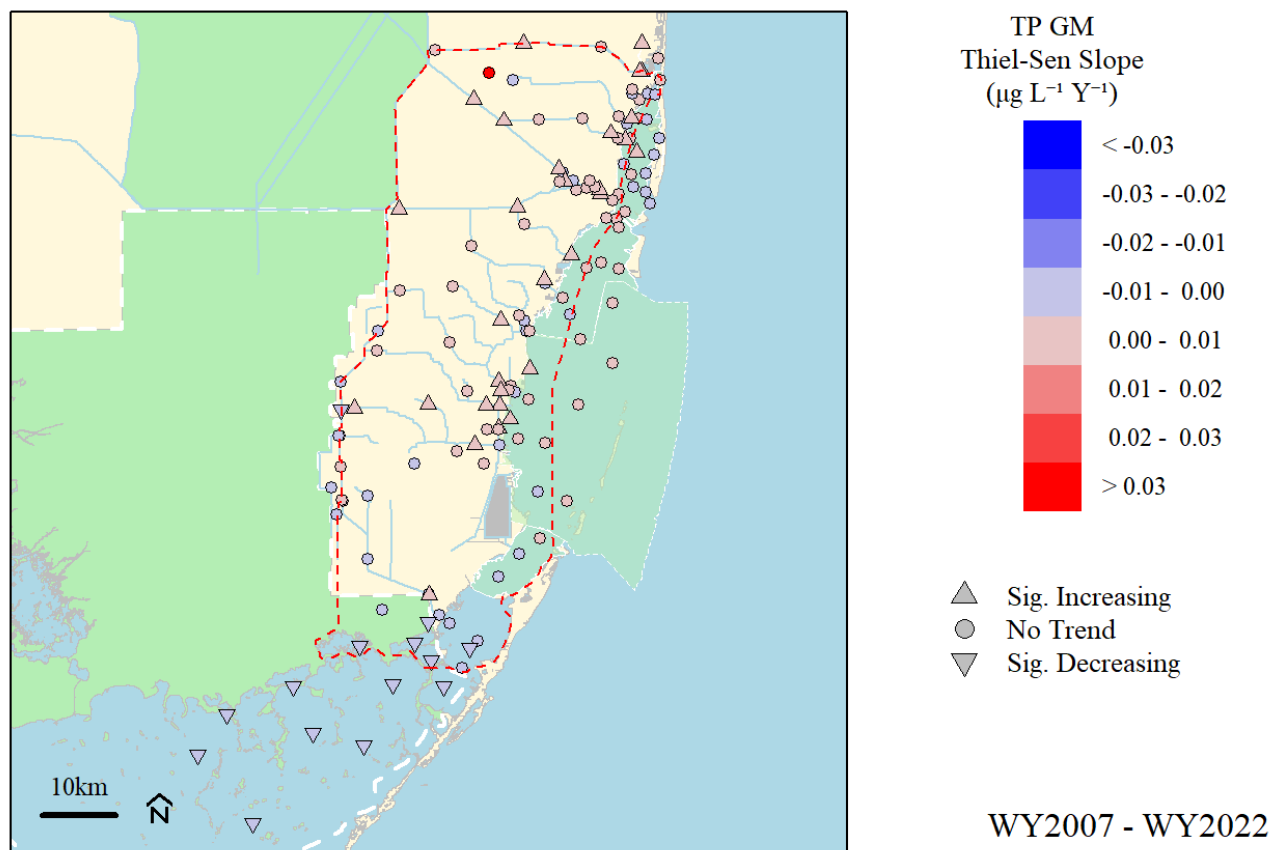 TP GM
Thiel-Sen Slope
(µg L⁻¹ Y⁻¹)
< -0.03
-0.03 - -0.02
-0.02 - -0.01
-0.01 - 0.00
0.00 - 0.01
0.01 - 0.02
0.02 - 0.03
> 0.03
Sig. Increasing
No Trend
Sig. Decreasing
10km
N
WY2007 - WY2022